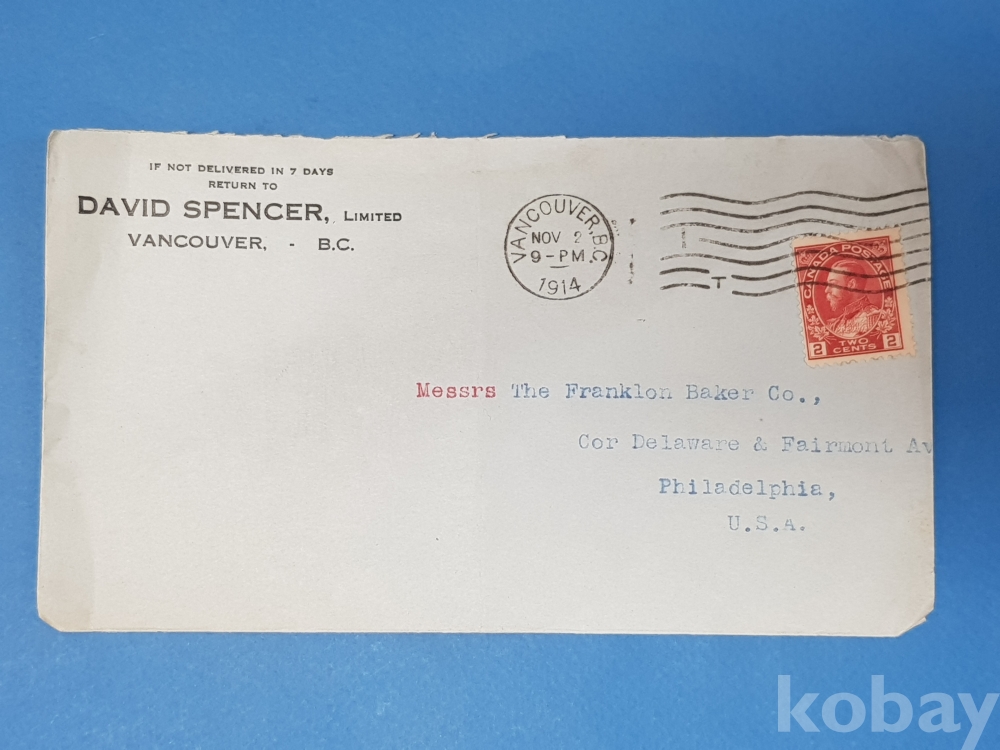 IF NOT DELIVERED IN 7 DAYS
RETURN TO
DAVID SPENCER, LIMITED
VANCOUVER, - B.C.
VANCOUVER.B.C
NOV 2
9-PM
1914
T
CANADA POSTAGE
2 TWO CENTS 2
Messrs The Franklon Baker Co.,
Cor Delaware & Fairmont Av
Philadelphia,
U.S.A.
kobay